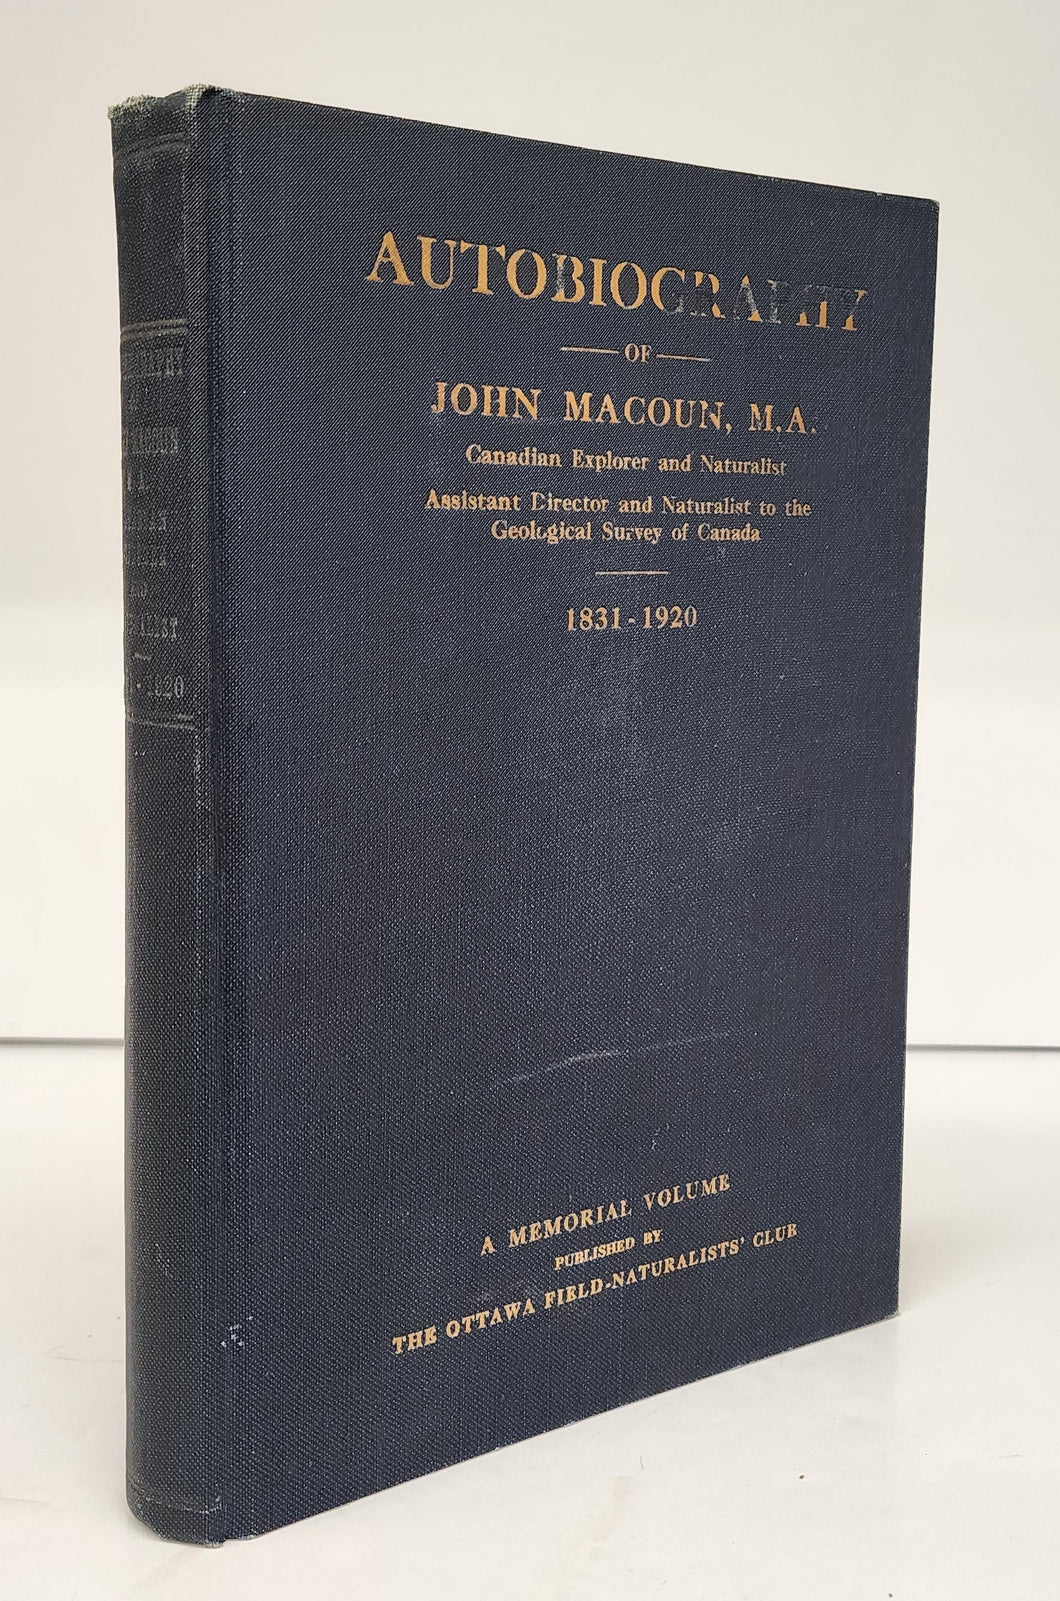 AUTOBIOGRAPHY
OF
JOHN MACOUN, M.A.
Canadian Explorer and Naturalist
Assistant Director and Naturalist to the
Geological Survey of Canada
1831-1920
A MEMORIAL VOLUME
PUBLISHED BY
THE OTTAWA FIELD-NATURALISTS' CLUB